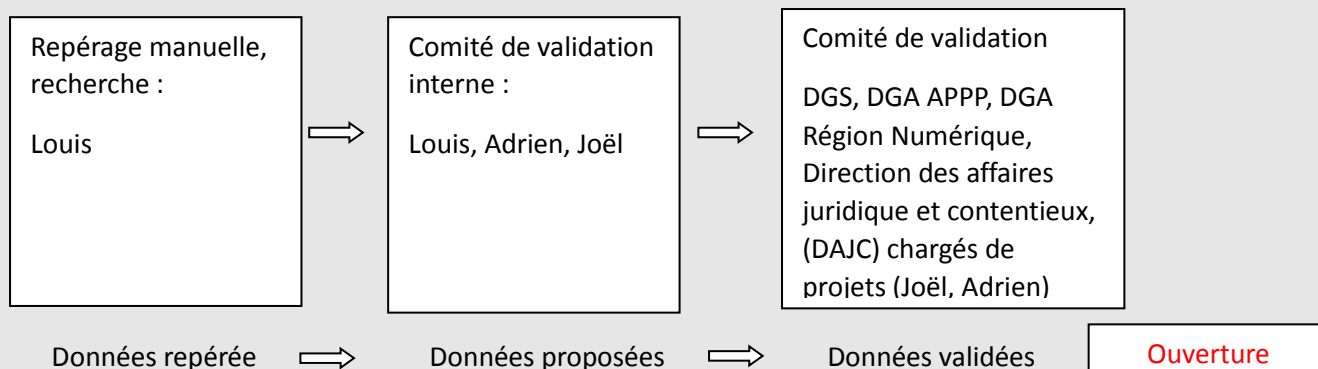 Repérage manuelle,
recherche :
Louis
Comité de validation
interne :
Louis, Adrien, Joël
Comité de validation
DGS, DGA APPP, DGA
Région Numérique,
Direction des affaires
juridique et contentieux,
(DAJC) chargés de
projets (Joël, Adrien)
Données repérée
Données proposées
Données validées
Ouverture